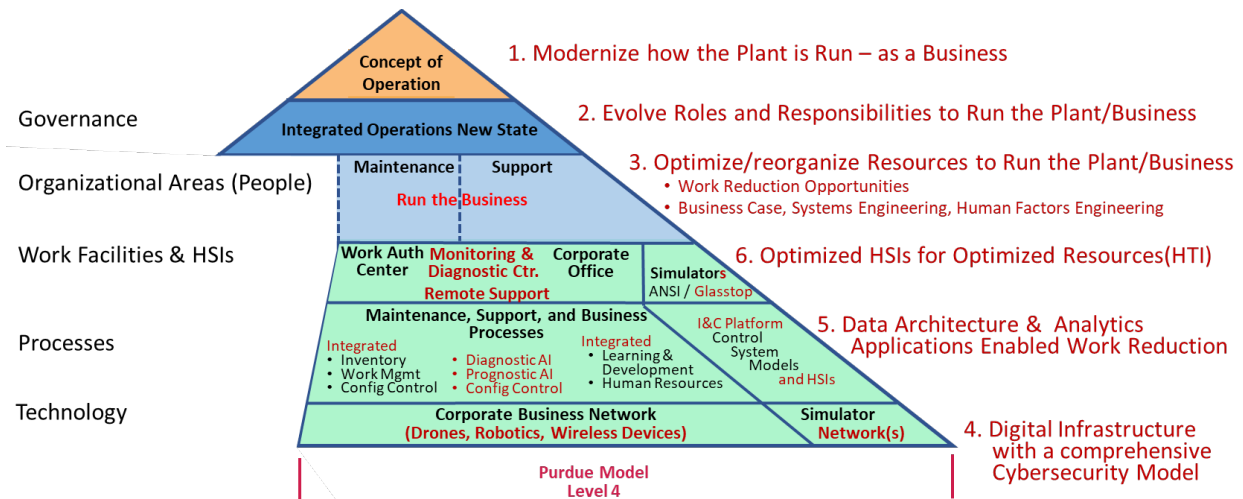 Concept of
Operation
1. Modernize how the Plant is Run – as a Business
Governance
Integrated Operations New State
2. Evolve Roles and Responsibilities to Run the Plant/Business
Organizational Areas (People)
Maintenance
Support
Run the Business
3. Optimize/reorganize Resources to Run the Plant/Business
• Work Reduction Opportunities
• Business Case, Systems Engineering, Human Factors Engineering
Work Facilities & HSIs
Work Auth
Center
Monitoring &
Diagnostic Ctr.
Remote Support
Corporate
Office
Simulators
ANSI / Glasstop
6. Optimized HSIs for Optimized Resources(HTI)
Processes
Maintenance, Support, and Business
Processes
Integrated
• Inventory
• Work Mgmt
• Config Control
• Diagnostic AI
• Prognostic AI
• Config Control
Integrated
• Learning &
Development
• Human Resources
I&C Platform
Control
System
Models
and HSIs
5. Data Architecture & Analytics
Applications Enabled Work Reduction
Technology
Corporate Business Network
(Drones, Robotics, Wireless Devices)
Simulator
Network(s)
4. Digital Infrastructure
with a comprehensive
Cybersecurity Model
Purdue Model
Level 4